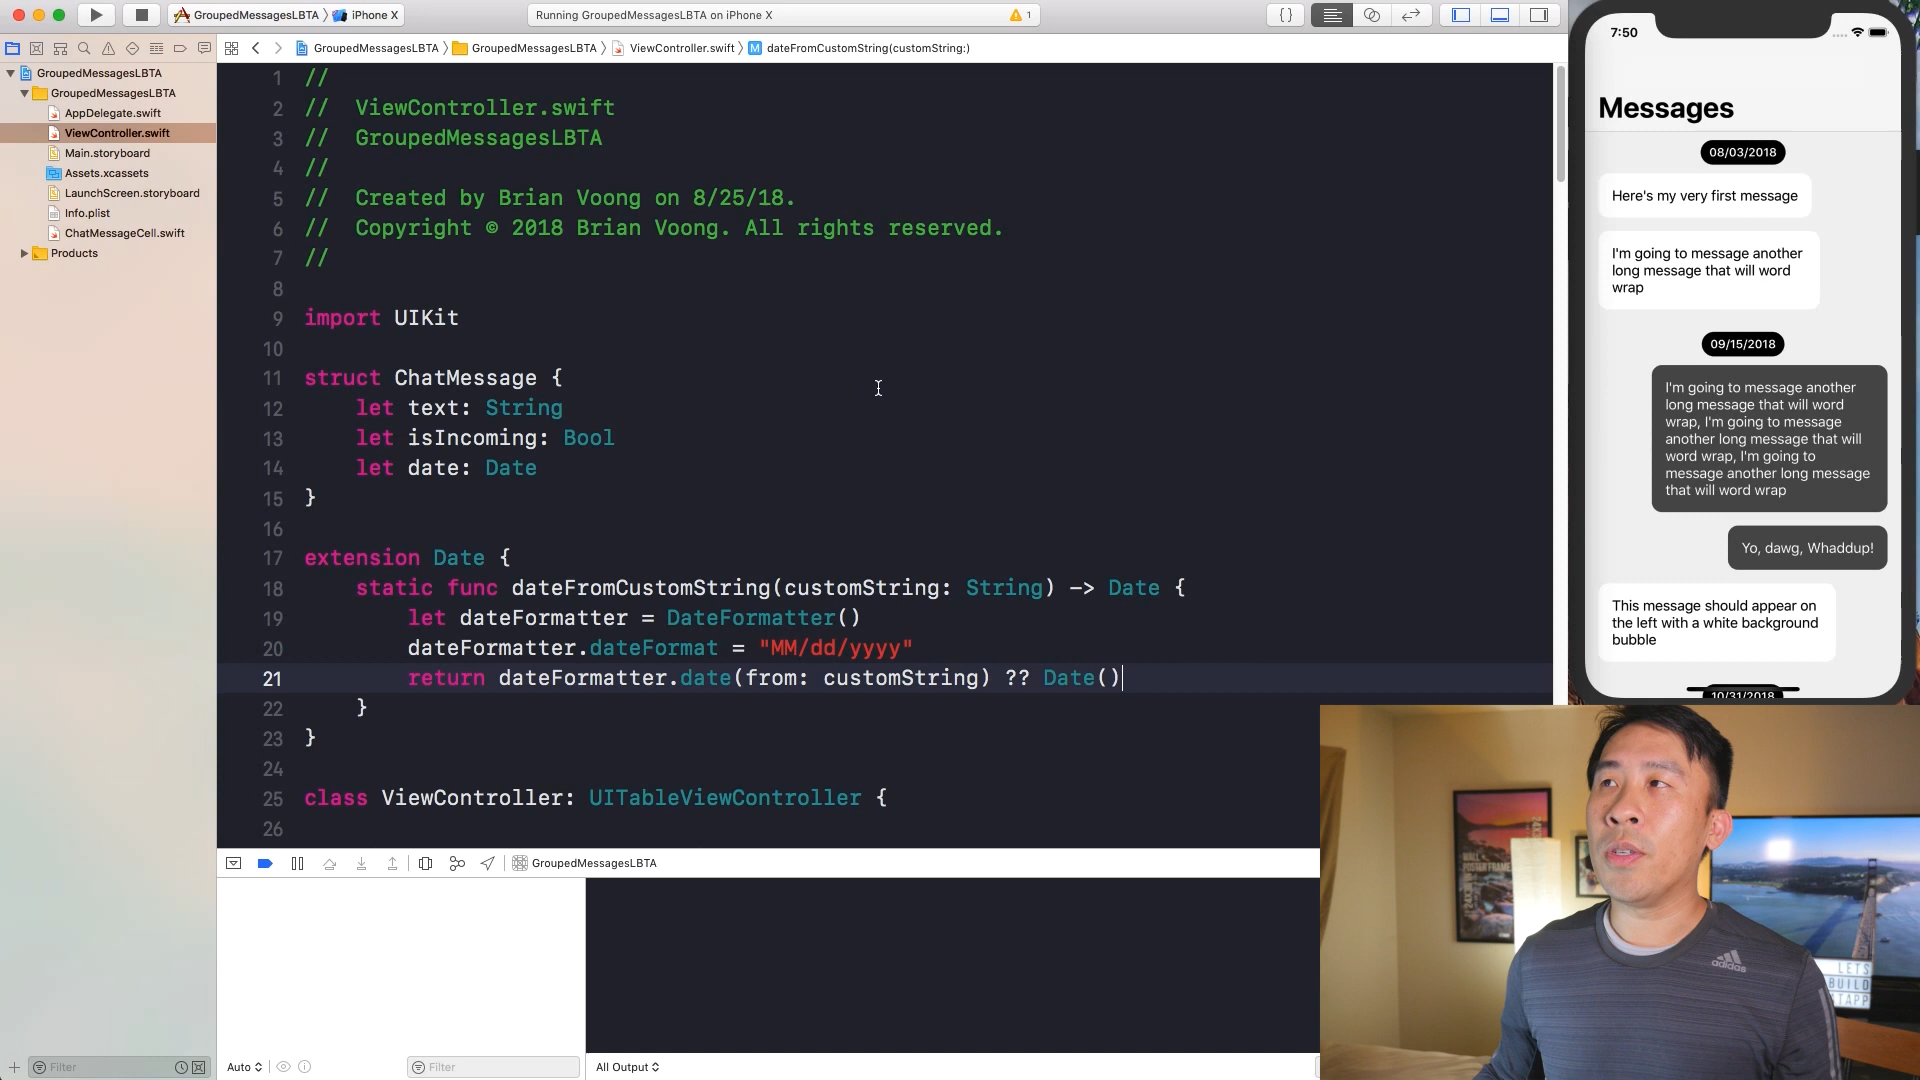 GroupedMessagesLBTA
iPhone X
Running GroupedMessagesLBTA on iPhone X
1
GroupedMessagesLBTA
GroupedMessagesLBTA
ViewController.swift
M
dateFromCustomString(customString:)
GroupedMessagesLBTA
GroupedMessagesLBTA
AppDelegate.swift
ViewController.swift
Main.storyboard
Assets.xcassets
LaunchScreen.storyboard
Info.plist
ChatMessageCell.swift
Products
Filter
1 //
2 //  ViewController.swift
3 //  GroupedMessagesLBTA
4 //
5 //  Created by Brian Voong on 8/25/18.
6 //  Copyright © 2018 Brian Voong. All rights reserved.
7 //
8
9 import UIKit
10
11 struct ChatMessage {
12     let text: String
13     let isIncoming: Bool
14     let date: Date
15 }
16
17 extension Date {
18     static func dateFromCustomString(customString: String) -> Date {
19         let dateFormatter = DateFormatter()
20         dateFormatter.dateFormat = "MM/dd/yyyy"
21         return dateFormatter.date(from: customString) ?? Date()
22     }
23 }
24
25 class ViewController: UITableViewController {
26
GroupedMessagesLBTA
Auto
Filter
All Output
7:50
Messages
08/03/2018
Here's my very first message
I'm going to message another
long message that will word
wrap
09/15/2018
I'm going to message another
long message that will word
wrap, I'm going to message
another long message that will
word wrap, I'm going to
message another long message
that will word wrap
Yo, dawg, Whaddup!
This message should appear on
the left with a white background
bubble
10/31/2018
adidas
LETS
BUILD